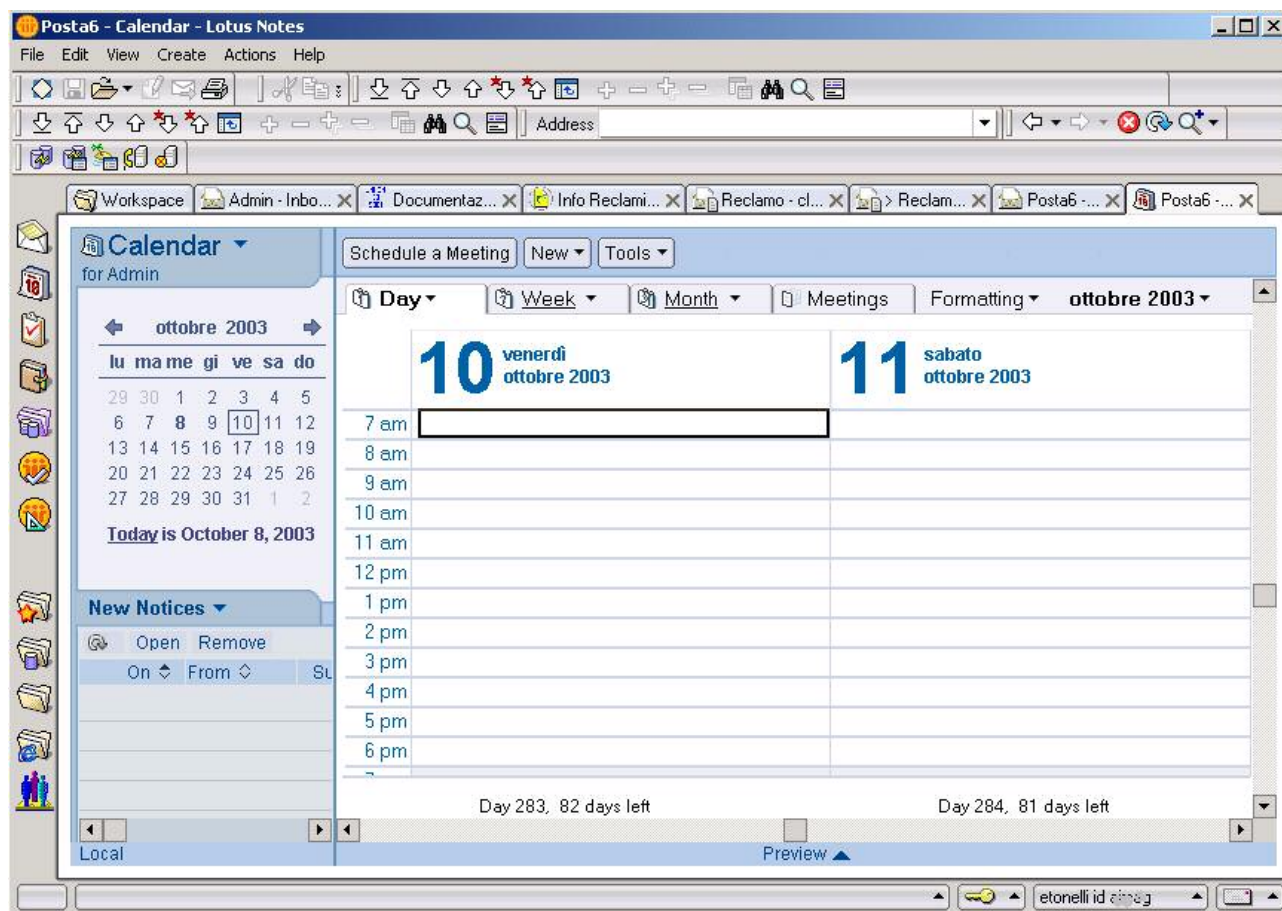 Posta6 - Calendar - Lotus Notes
File Edit View Create Actions Help
Address
Workspace Admin - Inbo... Documentaz... Info Reclami... Reclamo - cl... > Reclam... Posta6 -... Posta6 -...
Calendar
for Admin
Schedule a Meeting New Tools
Day Week Month Meetings Formatting ottobre 2003
ottobre 2003
lu ma me gi ve sa do
29 30 1 2 3 4 5
6 7 8 9 10 11 12
13 14 15 16 17 18 19
20 21 22 23 24 25 26
27 28 29 30 31 1 2
Today is October 8, 2003
New Notices
Open Remove
On From Su
10 venerdì
ottobre 2003
11 sabato
ottobre 2003
7 am
8 am
9 am
10 am
11 am
12 pm
1 pm
2 pm
3 pm
4 pm
5 pm
6 pm
Day 283, 82 days left
Day 284, 81 days left
Local
Preview
etonelli id